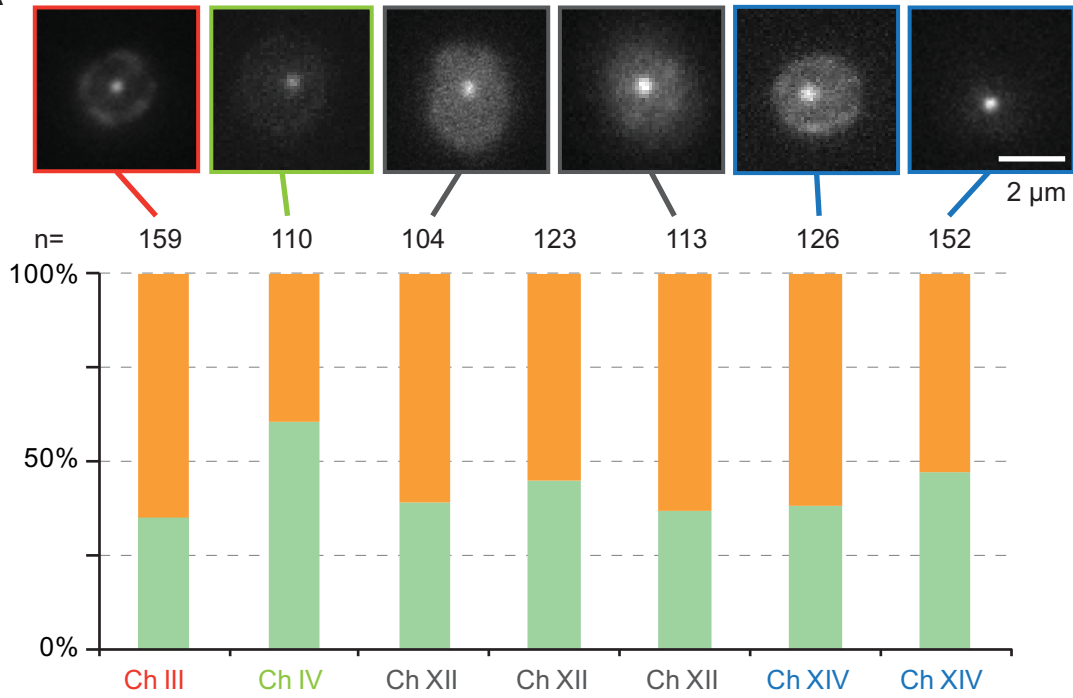 2 µm
n= 159 110 104 123 113 126 152
100%
50%
0%
Ch III Ch IV Ch XII Ch XII Ch XII Ch XIV Ch XIV